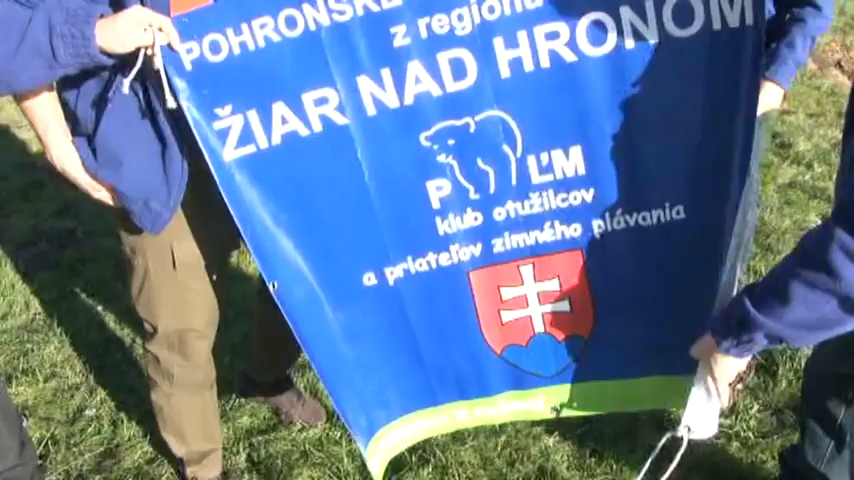 POHRONSKÉ
z regiónu
ŽIAR NAD HRONOM
P ĽM
klub otužilcov
a priateľov zimného plávania